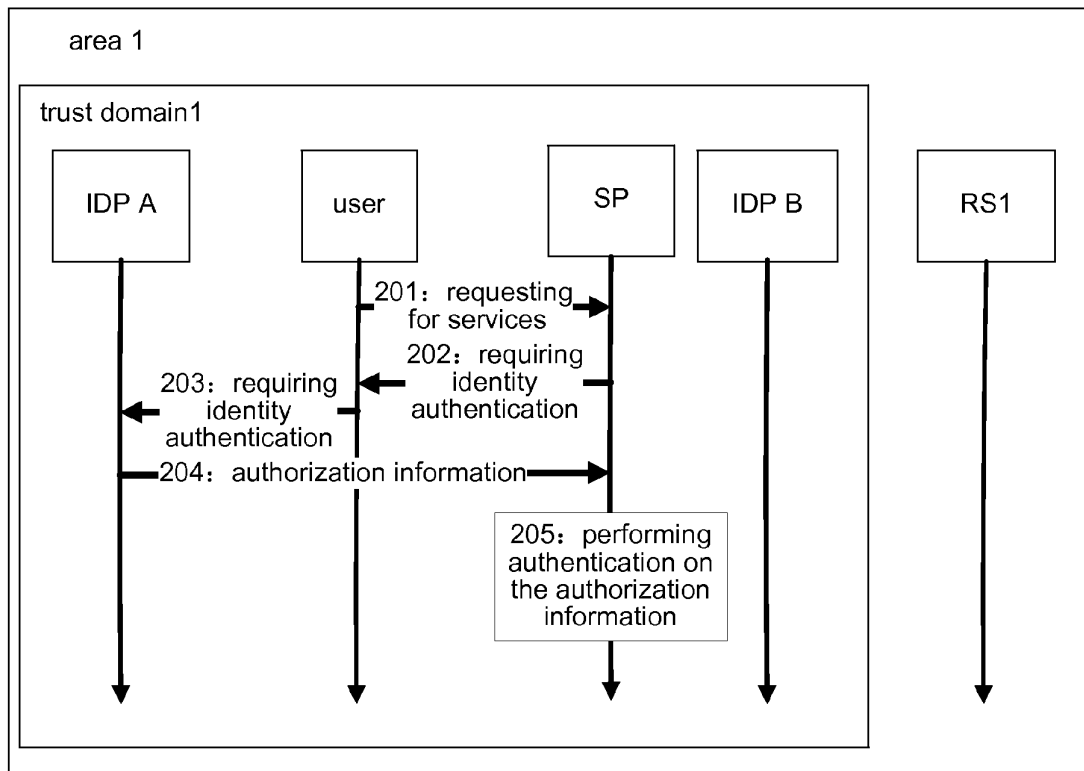 area 1
trust domain1
IDP A
user
SP
IDP B
RS1
201：requesting
for services
202：requiring
identity
authentication
203：requiring
identity
authentication
204：authorization information
205：performing
authentication on
the authorization
information